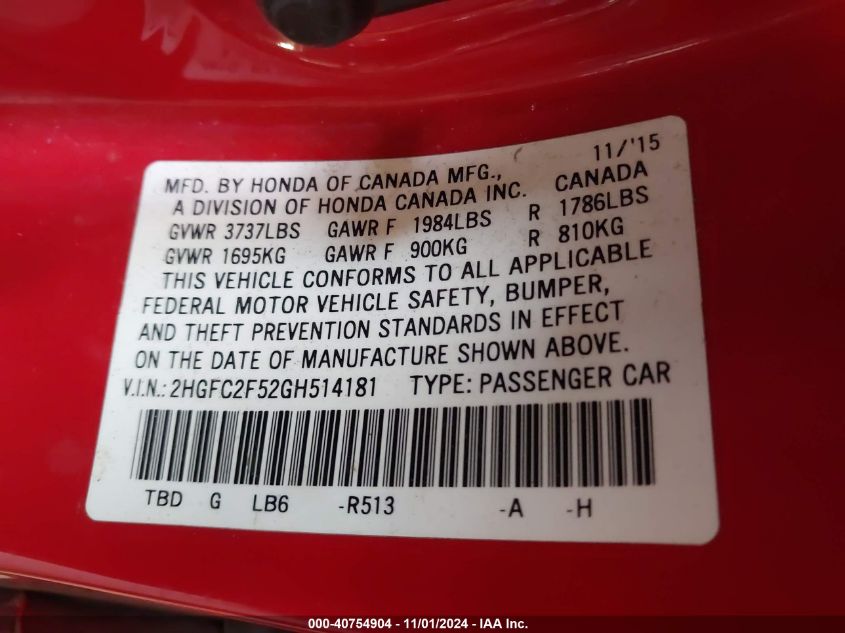 11/'15
MFD. BY HONDA OF CANADA MFG.,
A DIVISION OF HONDA CANADA INC. CANADA
GVWR 3737LBS GAWR F 1984LBS R 1786LBS
GVWR 1695KG GAWR F 900KG R 810KG
THIS VEHICLE CONFORMS TO ALL APPLICABLE
FEDERAL MOTOR VEHICLE SAFETY, BUMPER,
AND THEFT PREVENTION STANDARDS IN EFFECT
ON THE DATE OF MANUFACTURE SHOWN ABOVE.
V.I.N.: 2HGFC2F52GH514181 TYPE: PASSENGER CAR
TBD G LB6 -R513 -A -H
000-40754904 - 11/01/2024 - IAA Inc.